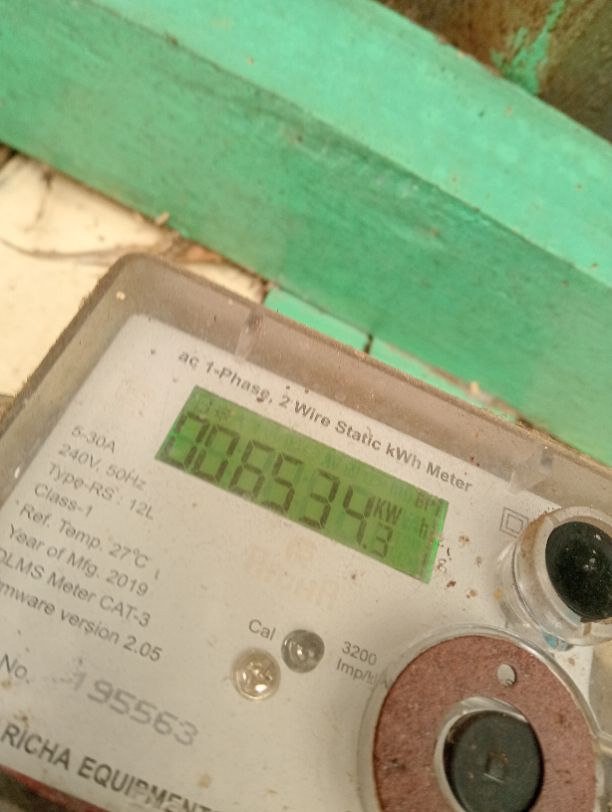 ac 1-Phase, 2 Wire Static kWh Meter
006534.3
KW
h
5-30A
240V, 50Hz
Type-RS : 12L
Class-1
Ref. Temp. 27°C
Year of Mfg. 2019
DLMS Meter CAT-3
Firmware version 2.05
Cal
3200
Imp/k
No. 195563
RICHA EQUIPMENT